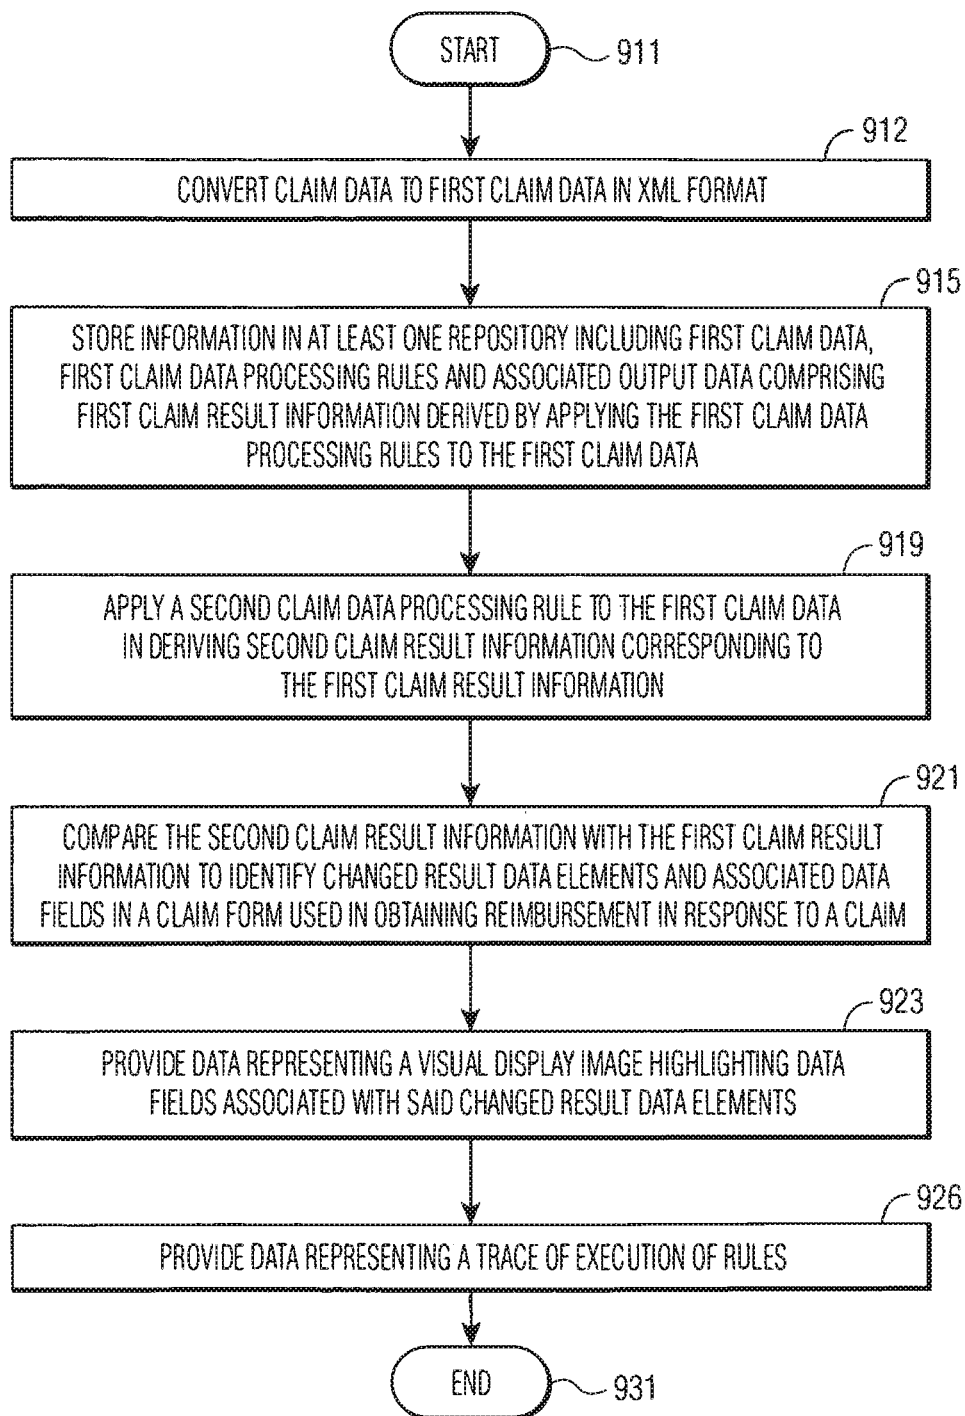 START
911
912
CONVERT CLAIM DATA TO FIRST CLAIM DATA IN XML FORMAT
915
STORE INFORMATION IN AT LEAST ONE REPOSITORY INCLUDING FIRST CLAIM DATA,
FIRST CLAIM DATA PROCESSING RULES AND ASSOCIATED OUTPUT DATA COMPRISING
FIRST CLAIM RESULT INFORMATION DERIVED BY APPLYING THE FIRST CLAIM DATA
PROCESSING RULES TO THE FIRST CLAIM DATA
919
APPLY A SECOND CLAIM DATA PROCESSING RULE TO THE FIRST CLAIM DATA
IN DERIVING SECOND CLAIM RESULT INFORMATION CORRESPONDING TO
THE FIRST CLAIM RESULT INFORMATION
921
COMPARE THE SECOND CLAIM RESULT INFORMATION WITH THE FIRST CLAIM RESULT
INFORMATION TO IDENTIFY CHANGED RESULT DATA ELEMENTS AND ASSOCIATED DATA
FIELDS IN A CLAIM FORM USED IN OBTAINING REIMBURSEMENT IN RESPONSE TO A CLAIM
923
PROVIDE DATA REPRESENTING A VISUAL DISPLAY IMAGE HIGHLIGHTING DATA
FIELDS ASSOCIATED WITH SAID CHANGED RESULT DATA ELEMENTS
926
PROVIDE DATA REPRESENTING A TRACE OF EXECUTION OF RULES
END
931